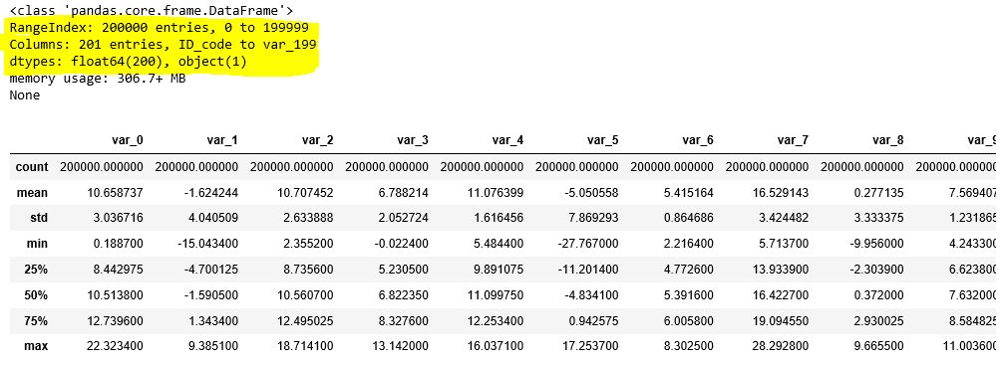 <class 'pandas.core.frame.DataFrame'>
RangeIndex: 200000 entries, 0 to 199999
Columns: 201 entries, ID_code to var_199
dtypes: float64(200), object(1)
memory usage: 306.7+ MB
None
var_0 var_1 var_2 var_3 var_4 var_5 var_6 var_7 var_8 var_9
count 200000.000000 200000.000000 200000.000000 200000.000000 200000.000000 200000.000000 200000.000000 200000.000000 200000.000000 200000.00000
mean 10.658737 -1.624244 10.707452 6.788214 11.076399 -5.050558 5.415164 16.529143 0.277135 7.569407
std 3.036716 4.040509 2.633888 2.052724 1.616456 7.869293 0.864686 3.424482 3.333375 1.231865
min 0.188700 -15.043400 2.355200 -0.022400 5.484400 -27.767000 2.216400 5.713700 -9.956000 4.243300
25% 8.442975 -4.700125 8.735600 5.230500 9.891075 -11.201400 4.772600 13.933900 -2.303900 6.623800
50% 10.513800 -1.590500 10.560700 6.822350 11.099750 -4.834100 5.391600 16.422700 0.372000 7.632000
75% 12.739600 1.343400 12.495025 8.327600 12.253400 0.942575 6.005800 19.094550 2.930025 8.584825
max 22.323400 9.385100 18.714100 13.142000 16.037100 17.253700 8.302500 28.292800 9.665500 11.003600